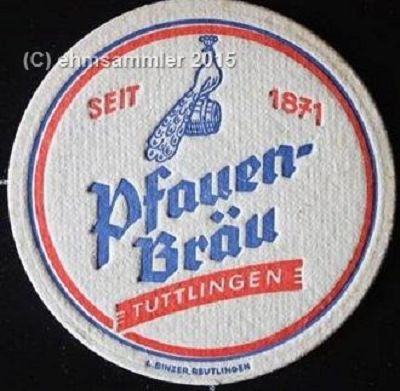 (C) ehmsammler 2015
SEIT 1871
Pfauen-
Bräu
TUTTLINGEN
L. BINZER, REUTLINGEN